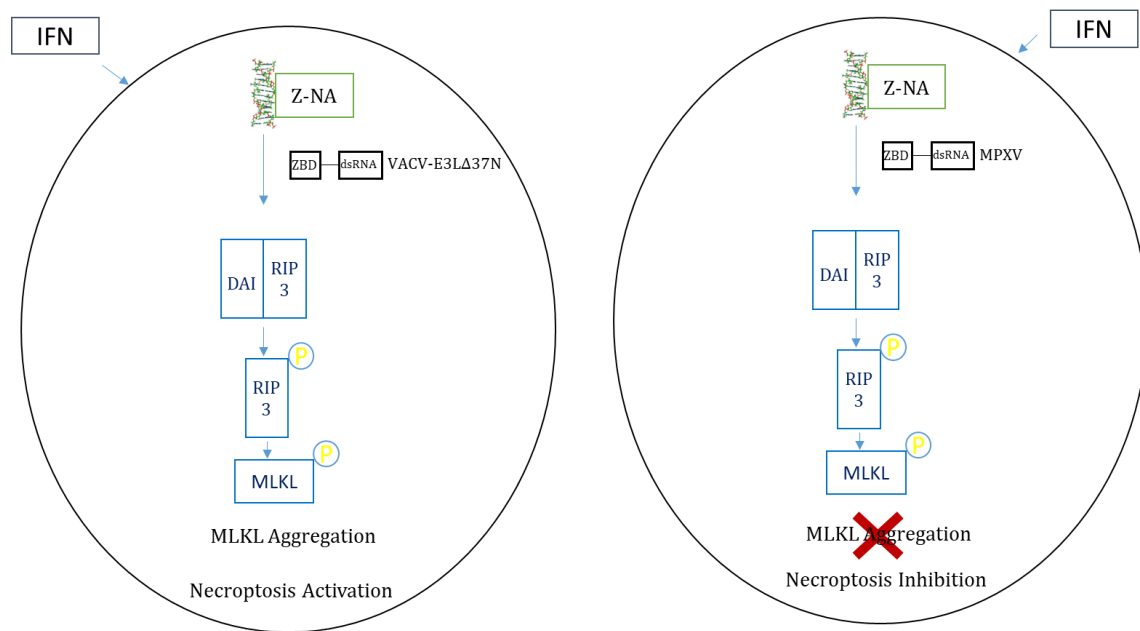 IFN
Z-NA
ZBD
dsRNA
VACV-E3LΔ37N
DAI
RIP
3
P
RIP
3
P
MLKL
MLKL Aggregation
Necroptosis Activation
IFN
Z-NA
ZBD
dsRNA
MPXV
DAI
RIP
3
P
RIP
3
P
MLKL
MLKL Aggregation
Necroptosis Inhibition